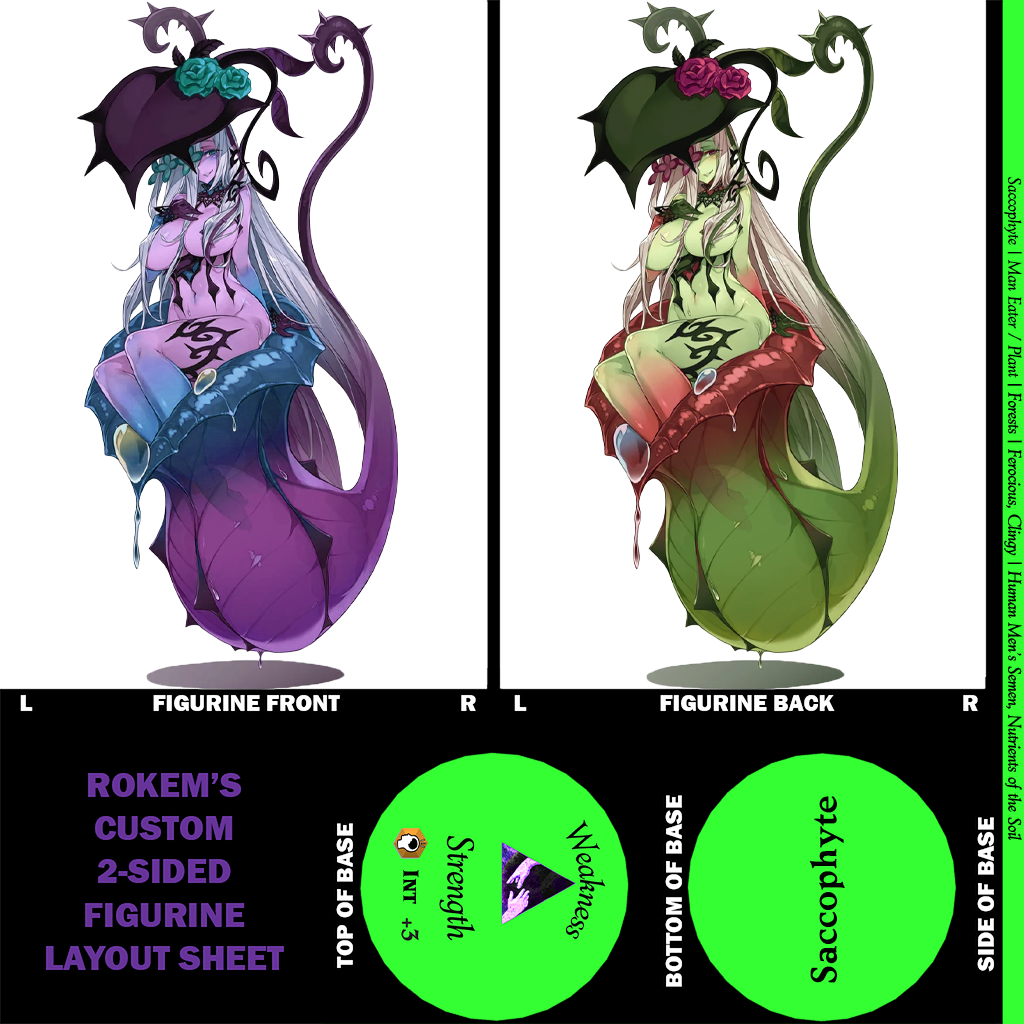 L
FIGURINE FRONT
R
L
FIGURINE BACK
R
Saccophyte | Man Eater / Plant | Forests | Ferocious, Clingy | Human Men's Semen, Nutrients of the Soil
ROKEM'S
CUSTOM
2-SIDED
FIGURINE
LAYOUT SHEET
TOP OF BASE
Weakness
Strength
INT +3
BOTTOM OF BASE
Saccophyte
SIDE OF BASE